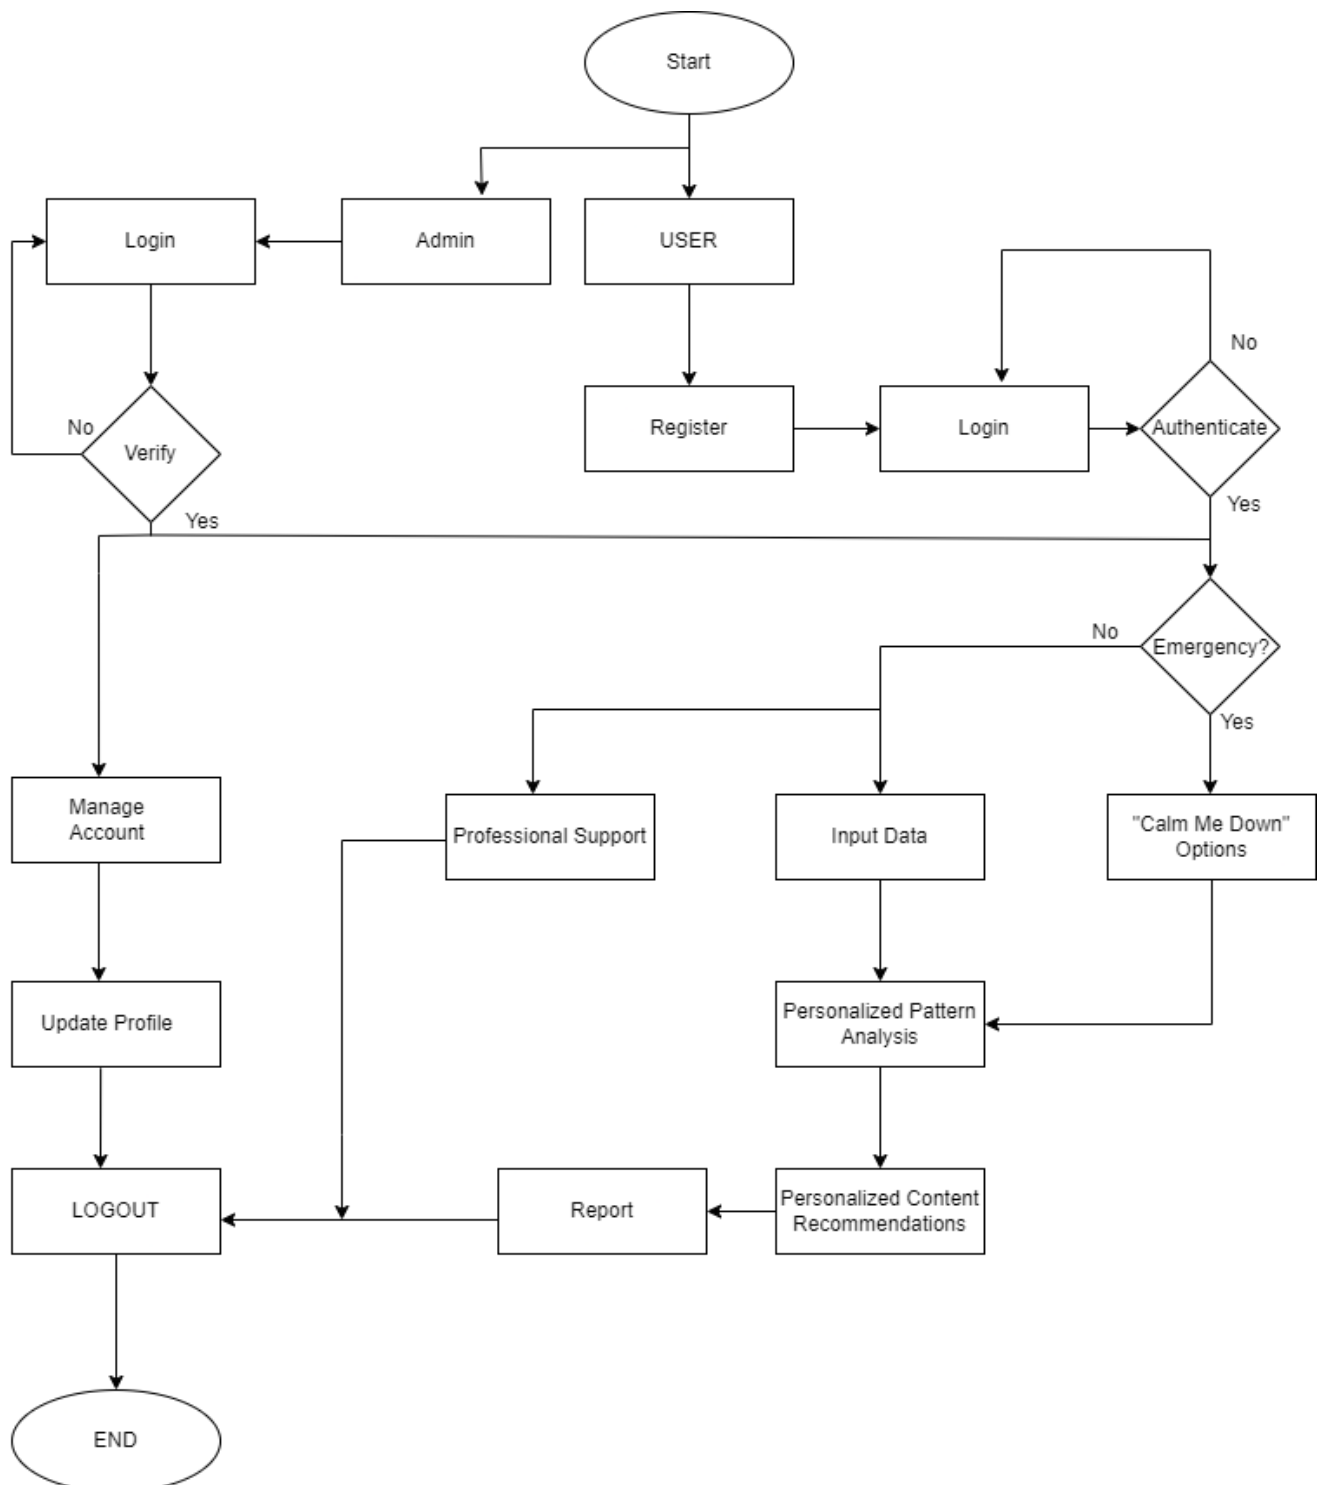 Start
Login
Admin
USER
No
Register
Login
Authenticate
No
Verify
Yes
Yes
No
Emergency?
Yes
Manage
Account
Professional Support
Input Data
"Calm Me Down"
Options
Update Profile
Personalized Pattern
Analysis
LOGOUT
Report
Personalized Content
Recommendations
END